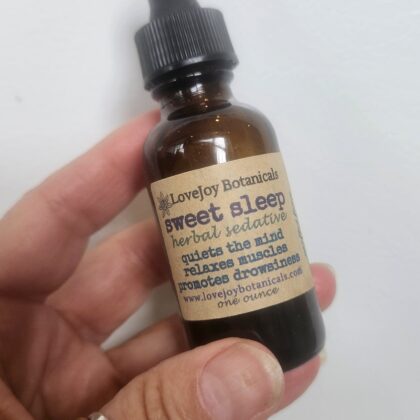 LoveJoy Botanicals
sweet sleep
herbal sedative
quiets the mind
relaxes muscles
promotes drowsiness
www.lovejoybotanicals.com
one ounce